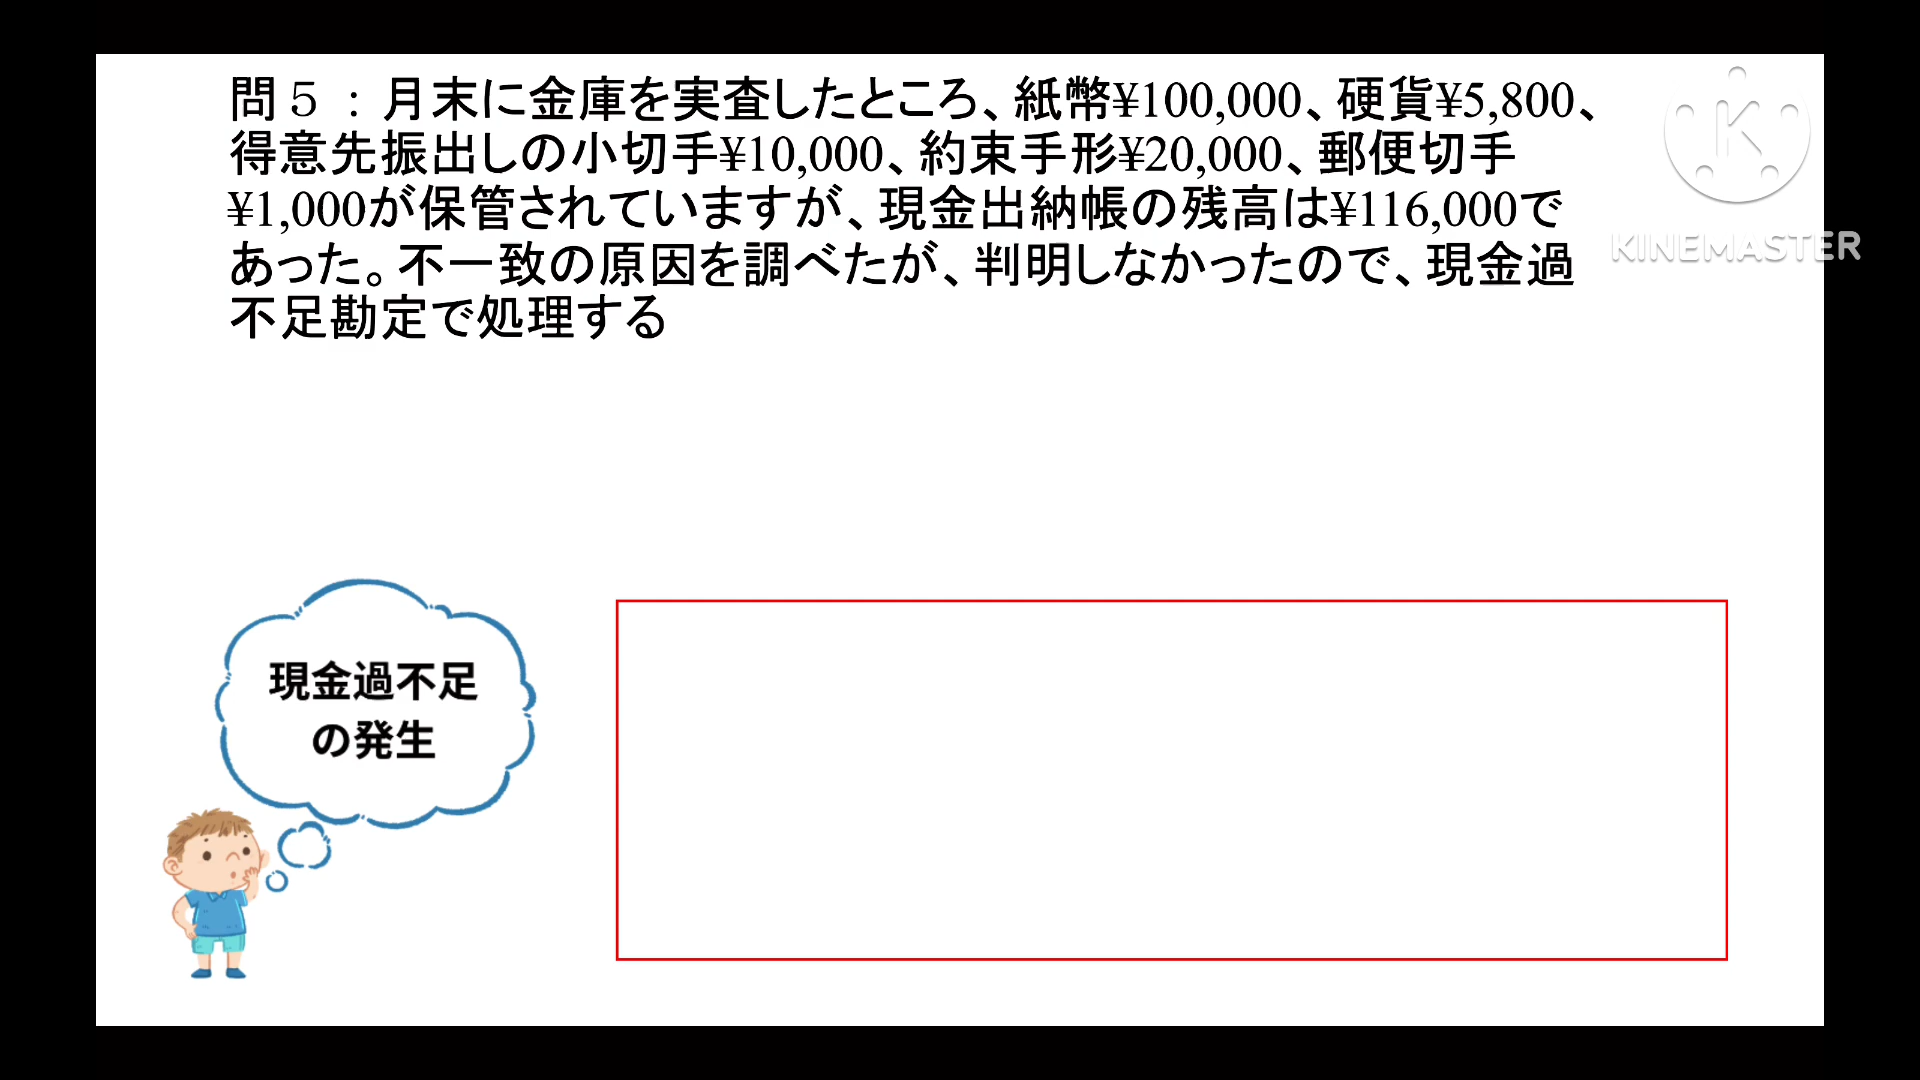 問５：月末に金庫を実査したところ、紙幣¥100,000、硬貨¥5,800、
得意先振出しの小切手¥10,000、約束手形¥20,000、郵便切手
¥1,000が保管されていますが、現金出納帳の残高は¥116,000で
あった。不一致の原因を調べたが、判明しなかったので、現金過
不足勘定で処理する
K
KINEMASTER
現金過不足
の発生